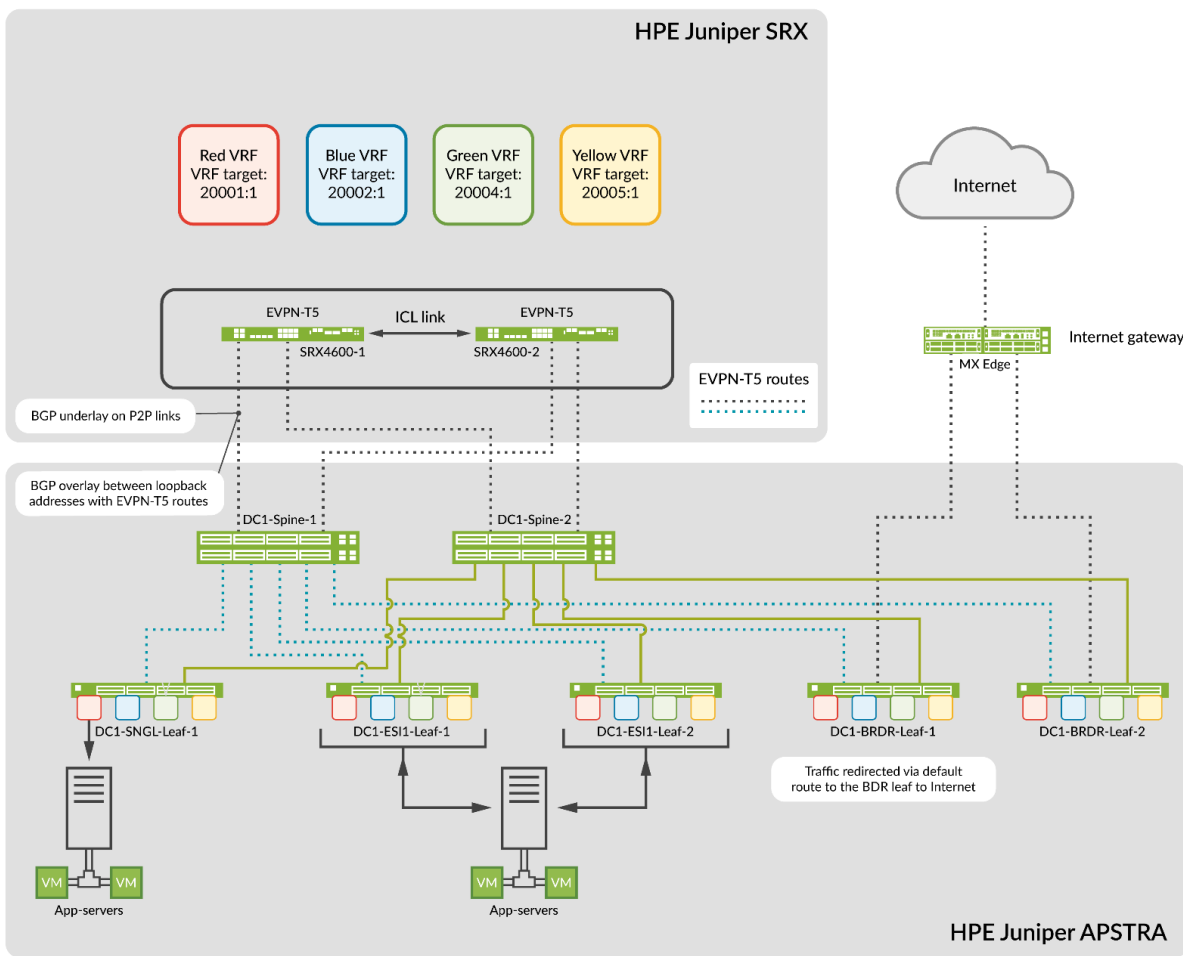 HPE Juniper SRX
Red VRF
VRF target:
20001:1
Blue VRF
VRF target:
20002:1
Green VRF
VRF target:
20004:1
Yellow VRF
VRF target:
20005:1
Internet
EVPN-T5
ICL link
EVPN-T5
SRX4600-1
SRX4600-2
Internet gateway
MX Edge
EVPN-T5 routes
BGP underlay on P2P links
BGP overlay between loopback
addresses with EVPN-T5 routes
DC1-Spine-1
DC1-Spine-2
DC1-SNGL-Leaf-1
DC1-ESI1-Leaf-1
DC1-ESI1-Leaf-2
DC1-BRDR-Leaf-1
DC1-BRDR-Leaf-2
Traffic redirected via default
route to the BDR leaf to Internet
VM
VM
VM
VM
App-servers
App-servers
HPE Juniper APSTRA